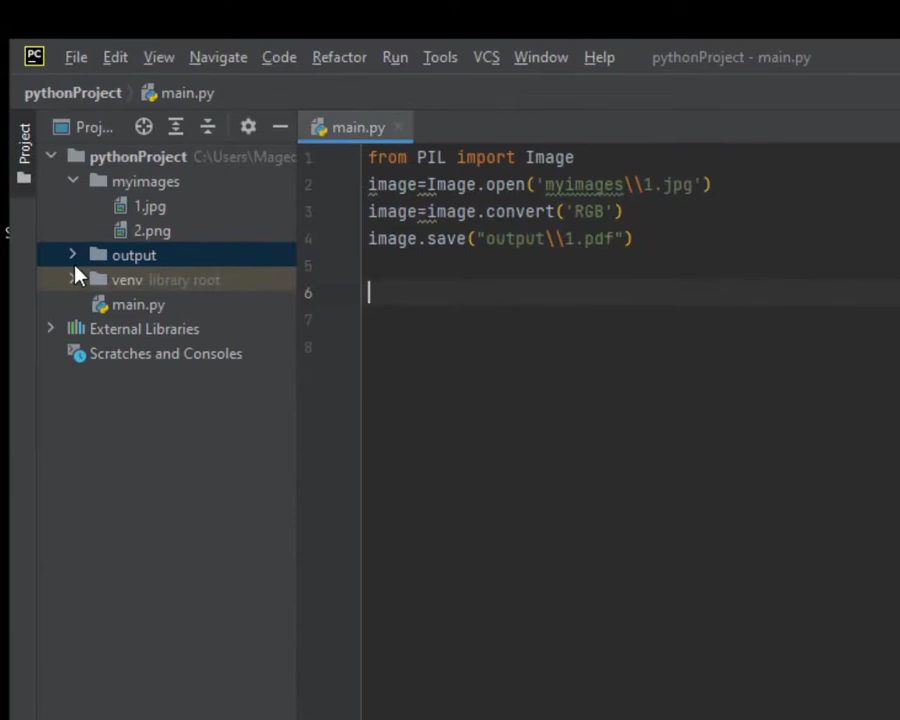 PC File Edit View Navigate Code Refactor Run Tools VCS Window Help pythonProject - main.py
pythonProject main.py
Project
Proj... main.py
pythonProject C:\Users\Maged
myimages
1.jpg
2.png
output
venv library root
main.py
External Libraries
Scratches and Consoles
1 from PIL import Image
2 image=Image.open('myimages\\1.jpg')
3 image=image.convert('RGB')
4 image.save("output\\1.pdf")
5
6
7
8